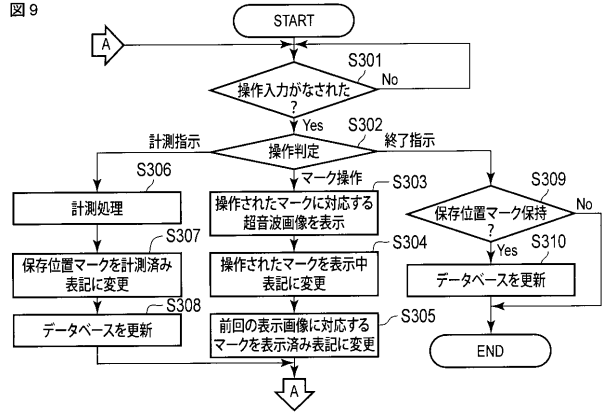 図9
START
A
S301
操作入力がなされた
?
No
Yes
S302
操作判定
計測指示
マーク操作
終了指示
S306
計測処理
S307
保存位置マークを計測済み
表記に変更
S308
データベースを更新
S303
操作されたマークに対応する
超音波画像を表示
S304
操作されたマークを表示中
表記に変更
S305
前回の表示画像に対応する
マークを表示済み表記に変更
A
S309
保存位置マーク保持
?
No
Yes
S310
データベースを更新
END